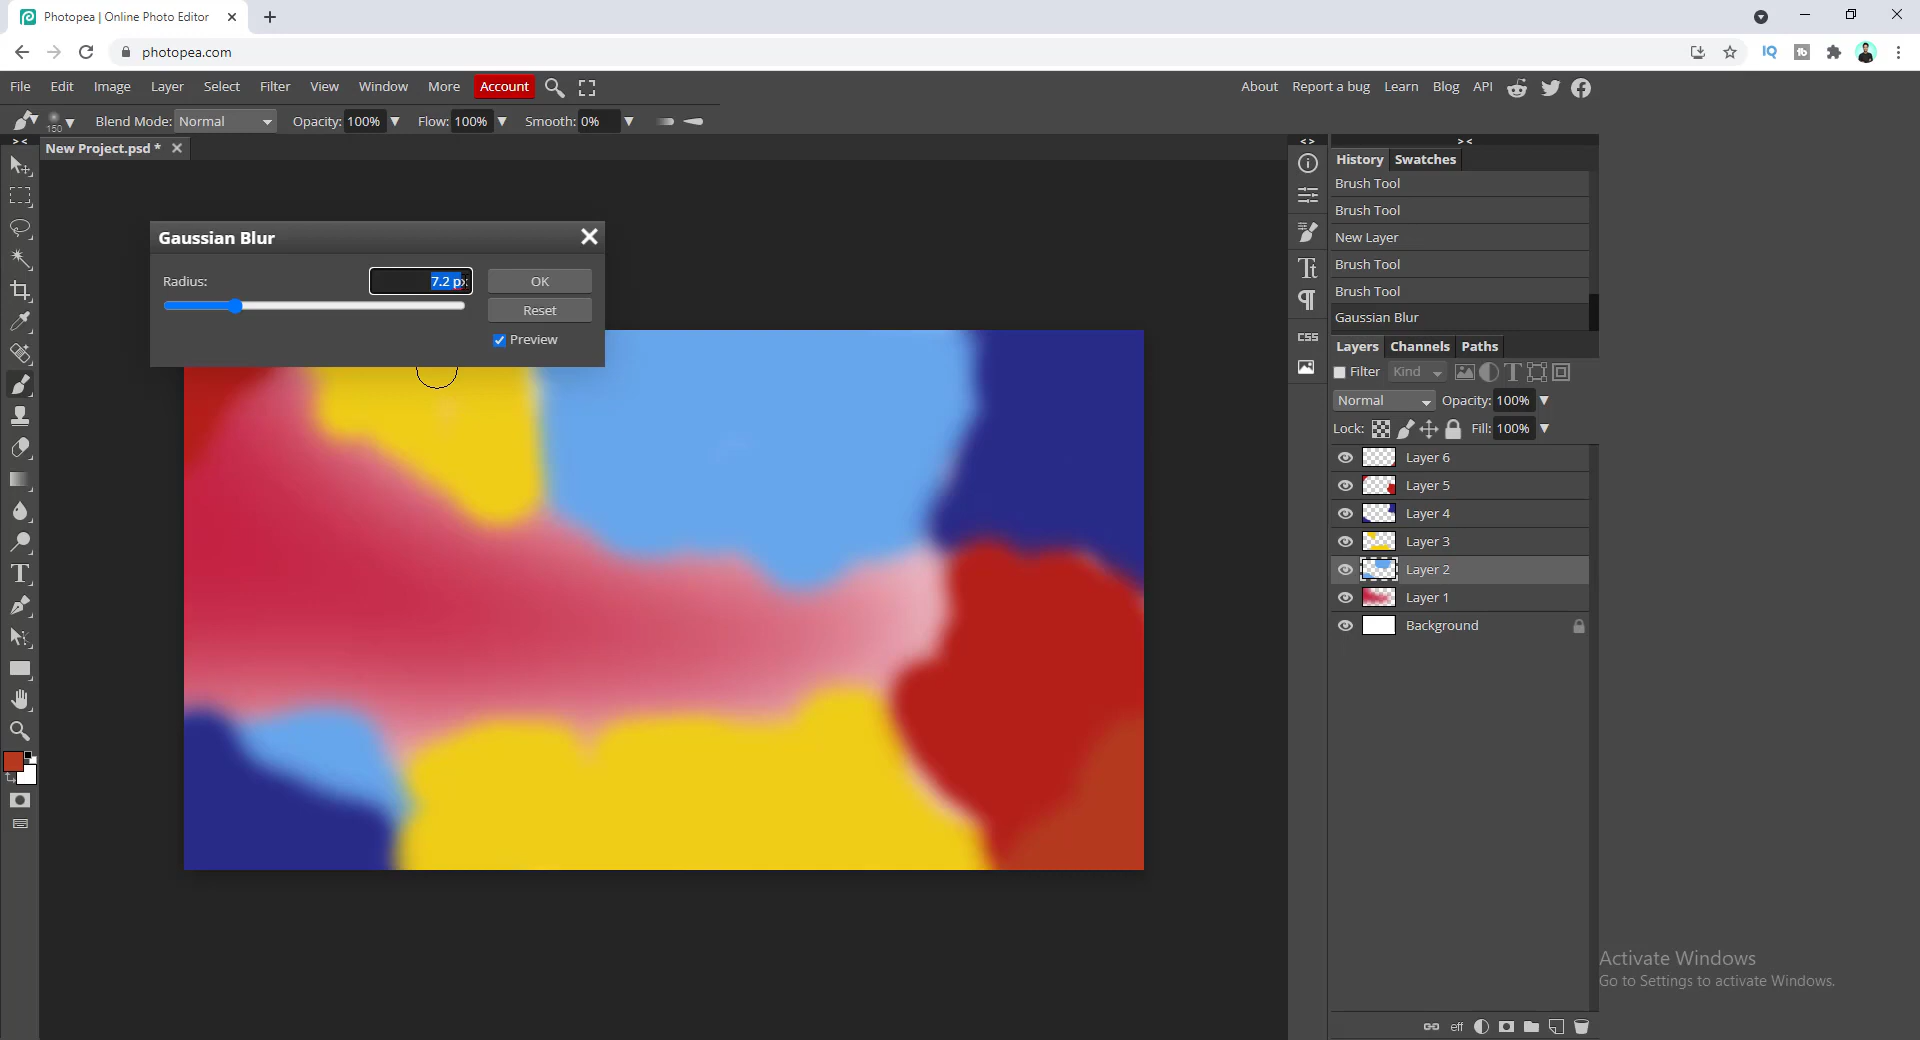 Photopea | Online Photo Editor
photopea.com
File Edit Image Layer Select Filter View Window More Account
About Report a bug Learn Blog API
150 Blend Mode: Normal Opacity: 100% Flow: 100% Smooth: 0%
New Project.psd *
Gaussian Blur
Radius: 7.2 px OK
Reset
Preview
CSS
History Swatches
Brush Tool
Brush Tool
New Layer
Brush Tool
Brush Tool
Gaussian Blur
Layers Channels Paths
Filter Kind
Normal Opacity: 100%
Lock: Fill: 100%
Layer 6
Layer 5
Layer 4
Layer 3
Layer 2
Layer 1
Background
eff
Activate Windows
Go to Settings to activate Windows.